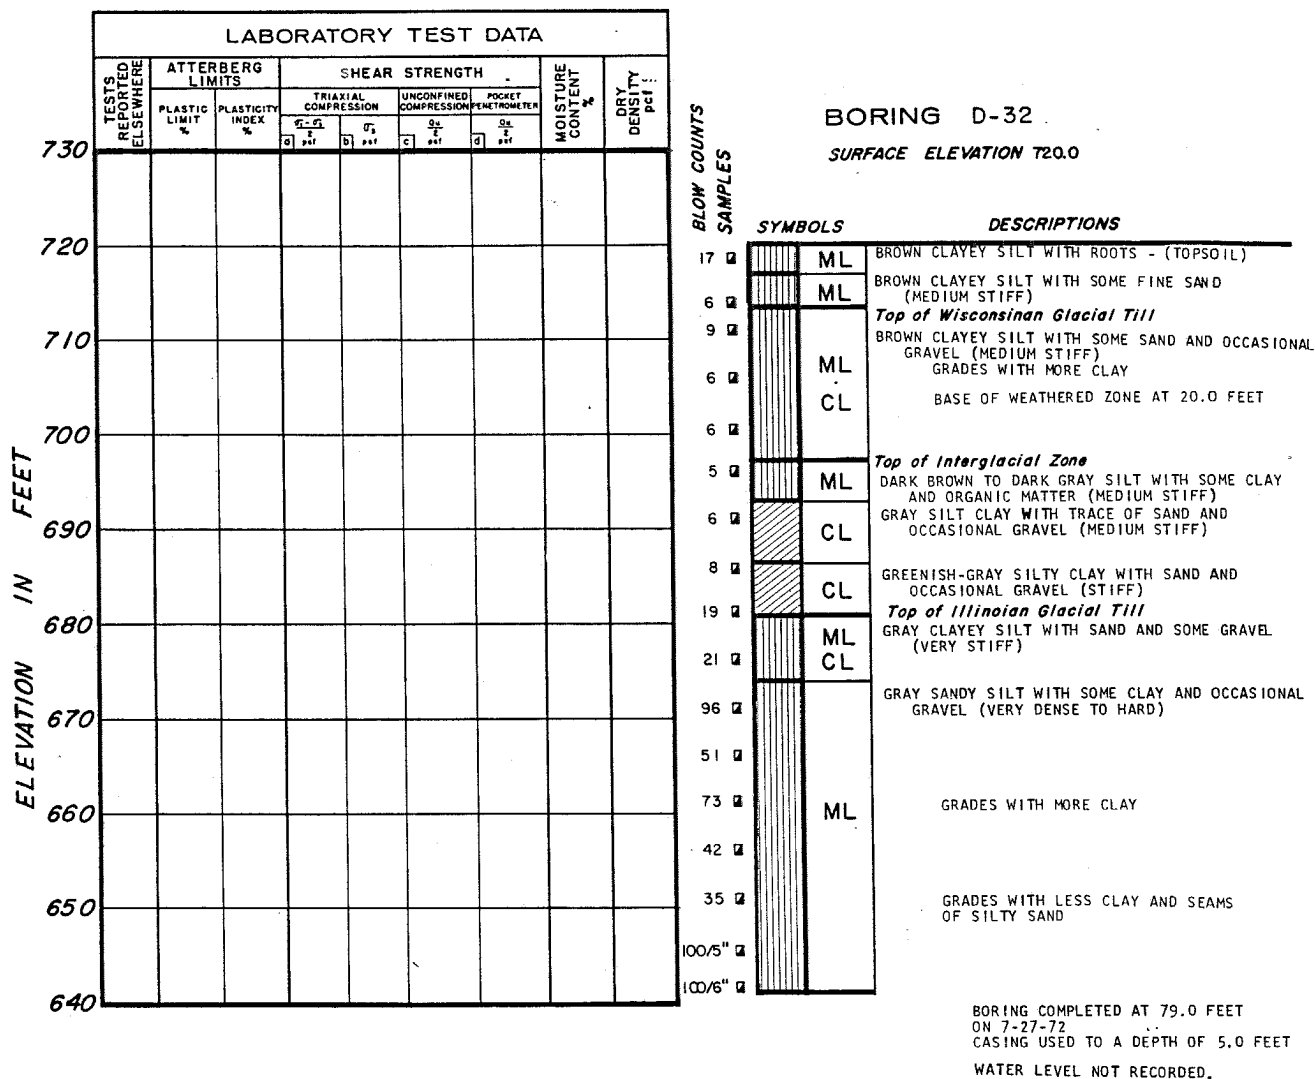 LABORATORY TEST DATA
TESTS REPORTED ELSEWHERE
ATTERBERG LIMITS
PLASTIC LIMIT %
PLASTICITY INDEX %
SHEAR STRENGTH
TRIAXIAL COMPRESSION
UNCONFINED COMPRESSION
POCKET PENETROMETER
a psf
b psf
c psf
d psf
MOISTURE CONTENT %
DRY DENSITY pcf
BORING D-32
SURFACE ELEVATION 720.0
BLOW COUNTS
SAMPLES
SYMBOLS
DESCRIPTIONS
ELEVATION IN FEET
730
720
710
700
690
680
670
660
650
640
17 ML BROWN CLAYEY SILT WITH ROOTS - (TOPSOIL)
6 ML BROWN CLAYEY SILT WITH SOME FINE SAND
(MEDIUM STIFF)
Top of Wisconsinan Glacial Till
9
BROWN CLAYEY SILT WITH SOME SAND AND OCCASIONAL
GRAVEL (MEDIUM STIFF)
ML GRADES WITH MORE CLAY
6
CL BASE OF WEATHERED ZONE AT 20.0 FEET
6
Top of Interglacial Zone
5 ML DARK BROWN TO DARK GRAY SILT WITH SOME CLAY
AND ORGANIC MATTER (MEDIUM STIFF)
6 GRAY SILT CLAY WITH TRACE OF SAND AND
CL OCCASIONAL GRAVEL (MEDIUM STIFF)
8 GREENISH-GRAY SILTY CLAY WITH SAND AND
CL OCCASIONAL GRAVEL (STIFF)
19 Top of Illinoian Glacial Till
ML GRAY CLAYEY SILT WITH SAND AND SOME GRAVEL
(VERY STIFF)
21 CL
GRAY SANDY SILT WITH SOME CLAY AND OCCASIONAL
96 GRAVEL (VERY DENSE TO HARD)
51
73 ML GRADES WITH MORE CLAY
42
35 GRADES WITH LESS CLAY AND SEAMS
OF SILTY SAND
100/5"
100/6"
BORING COMPLETED AT 79.0 FEET
ON 7-27-72
CASING USED TO A DEPTH OF 5.0 FEET
WATER LEVEL NOT RECORDED.